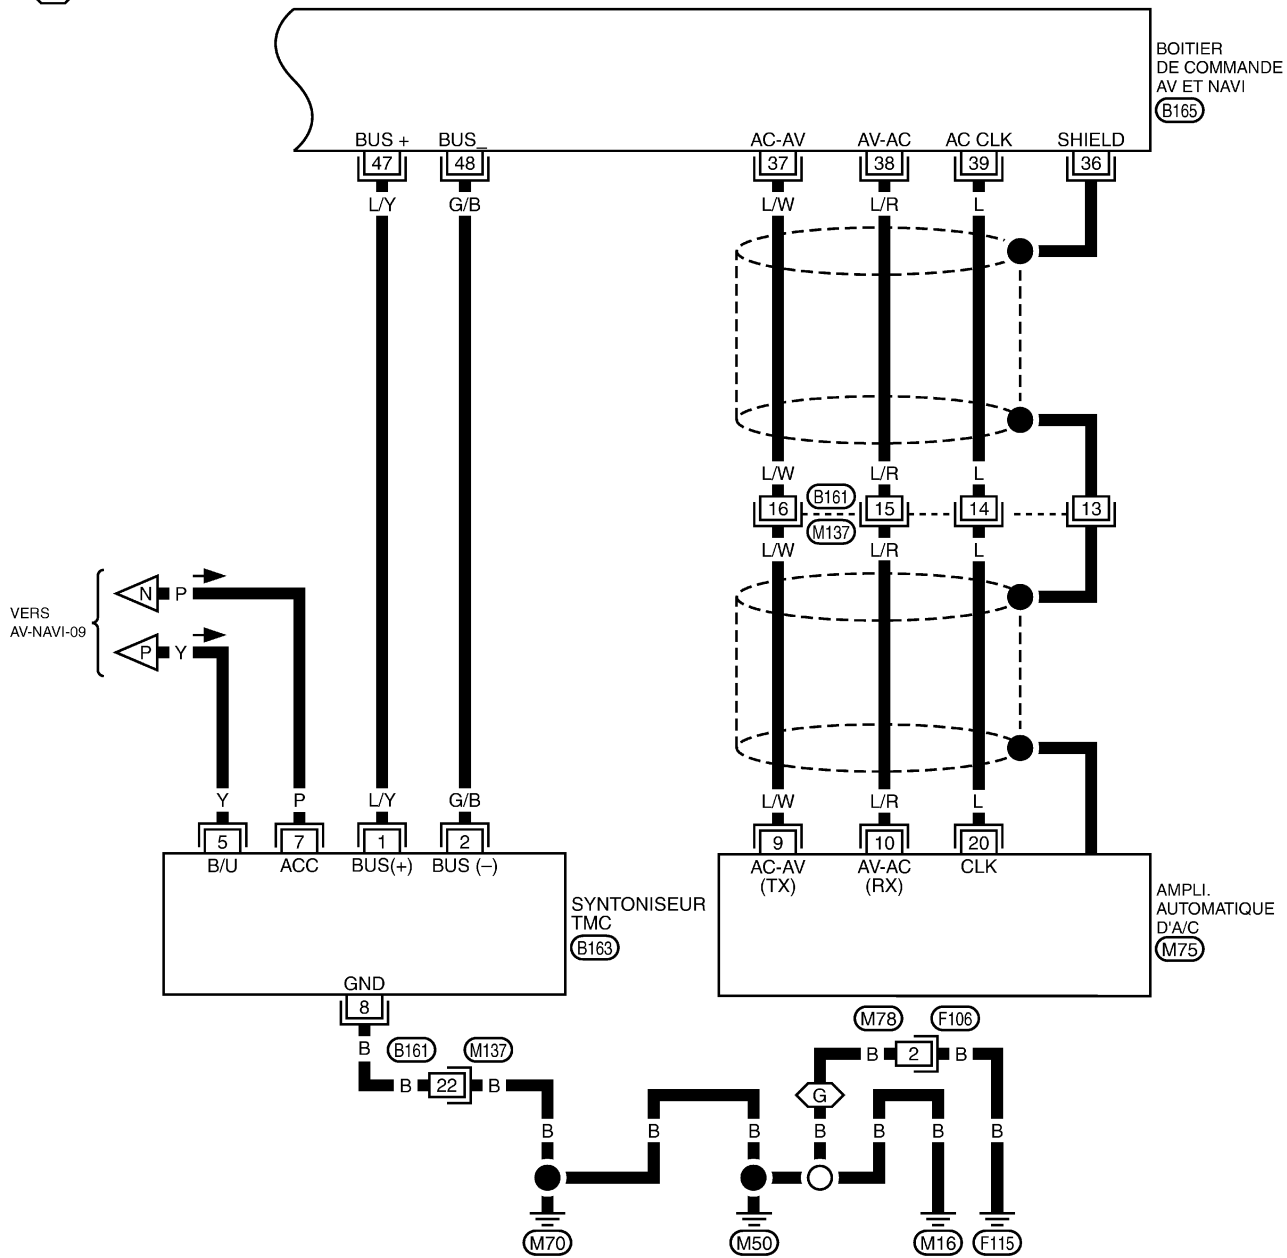 BOITIER
DE COMMANDE
AV ET NAVI
B165
BUS + BUS_ AC-AV AV-AC AC CLK SHIELD
47 48 37 38 39 36
L/Y G/B L/W L/R L
L/W L/R L
B161
16 15 14 13
M137
L/W L/R L
VERS
AV-NAVI-09
N P
P Y
Y P L/Y G/B L/W L/R L
5 7 1 2 9 10 20
B/U ACC BUS(+) BUS (–) AC-AV AV-AC CLK
(TX) (RX)
SYNTONISEUR
TMC
B163
AMPLI.
AUTOMATIQUE
D'A/C
M75
GND
8
B
B161 M137
B 22 B
M78 F106
B 2 B
G
B B B B B B B
M70 M50 M16 F115